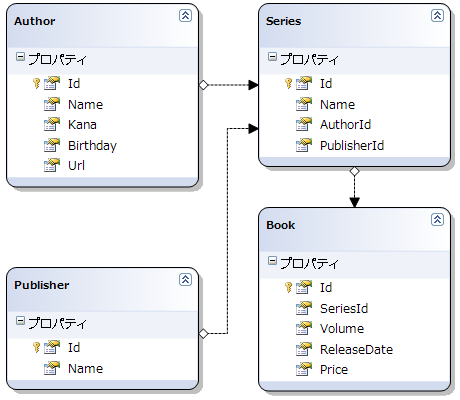 Author
プロパティ
Id
Name
Kana
Birthday
Url
Series
プロパティ
Id
Name
AuthorId
PublisherId
Publisher
プロパティ
Id
Name
Book
プロパティ
Id
SeriesId
Volume
ReleaseDate
Price